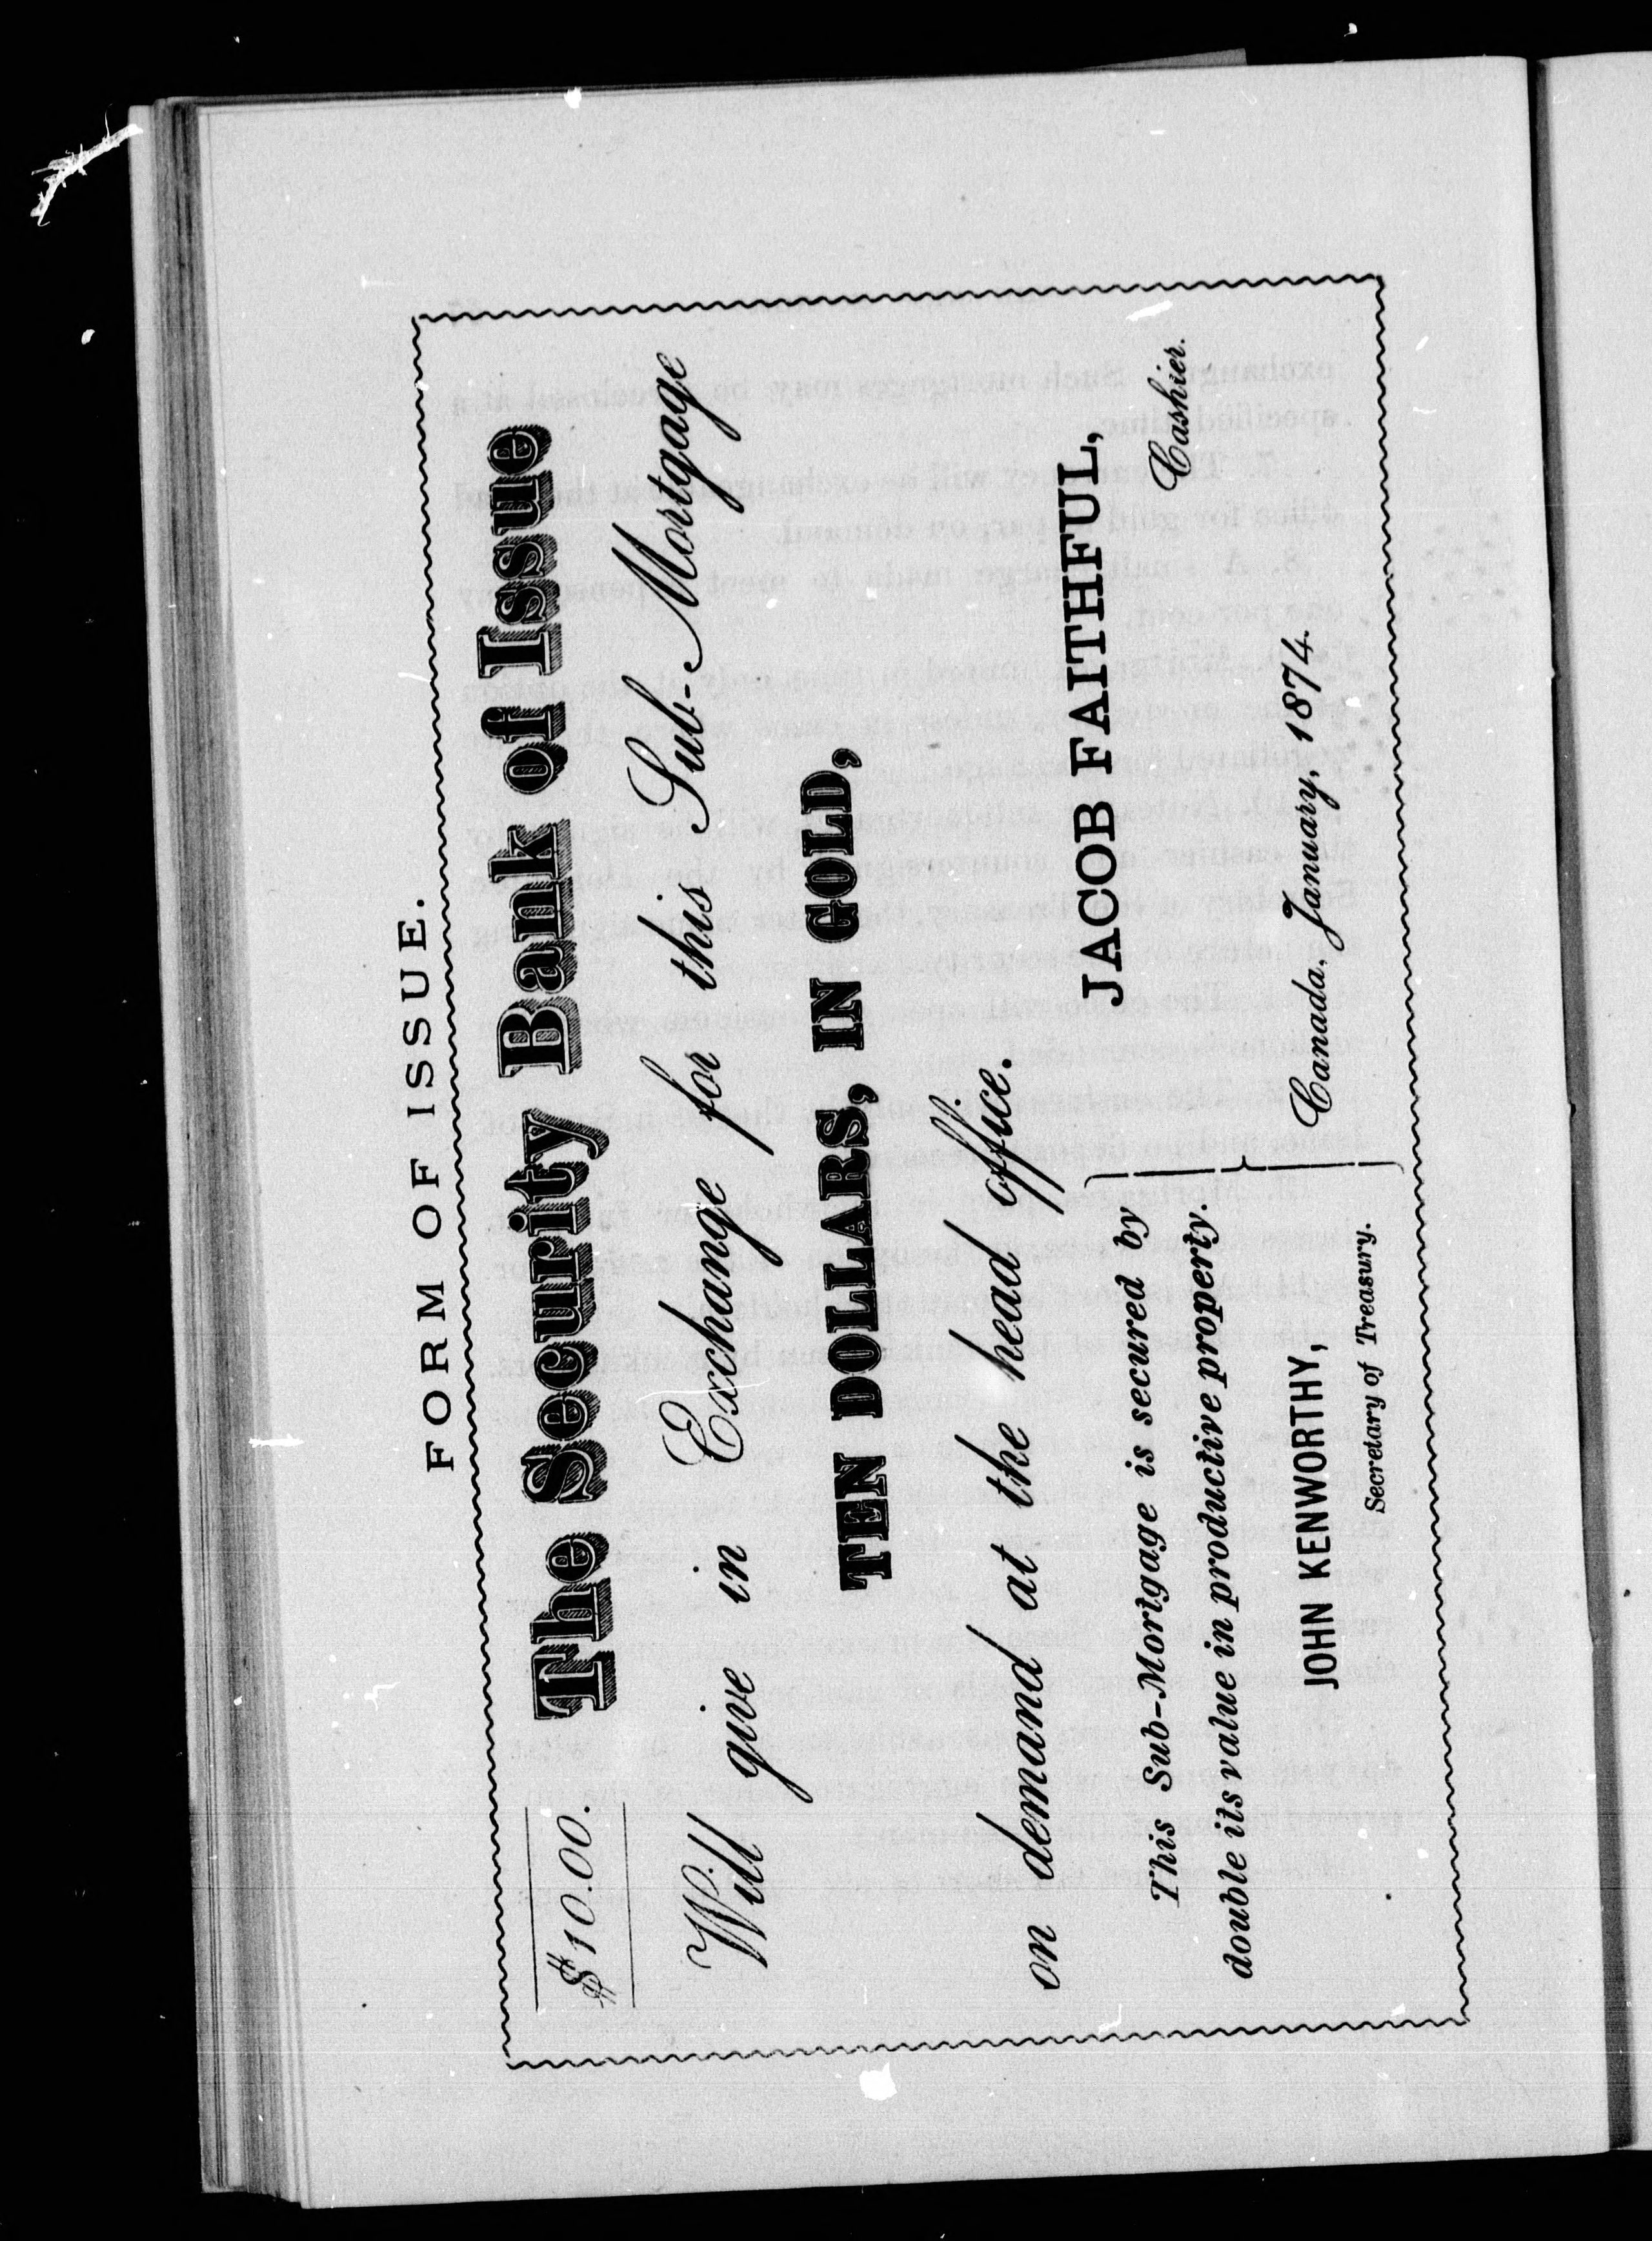 FORM OF ISSUE.
$10.00.
The Security Bank of Issue
Will give in Exchange for this Sub-Mortgage
TEN DOLLARS, IN GOLD,
on demand at the head office.
This Sub-Mortgage is secured by
double its value in productive property.
JOHN KENWORTHY,
Secretary of Treasury.
JACOB FAITHFUL,
Cashier.
Canada, January, 1874.